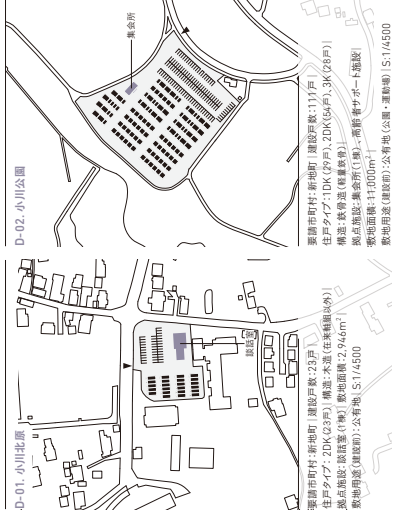 D-02. 小川公園
集会所
要請市町村：新地町｜建設戸数：111戸｜
住戸タイプ：1DK（29戸）、2DK（54戸）、3K（28戸）｜
構造：鉄骨造（軽量鉄骨）｜
拠点施設：集会所（1棟）、高齢者サポート施設｜
敷地面積：11,000m²｜
敷地用途（建設前）：公有地（公園・運動場）｜S:1/4500
D-01. 小川北原
談話室
要請市町村：新地町｜建設戸数：23戸｜
住戸タイプ：2DK（23戸）｜構造：木造（在来軸組以外）｜
拠点施設：談話室（1棟）｜敷地面積：2,946m²｜
敷地用途（建設前）：公有地｜S:1/4500